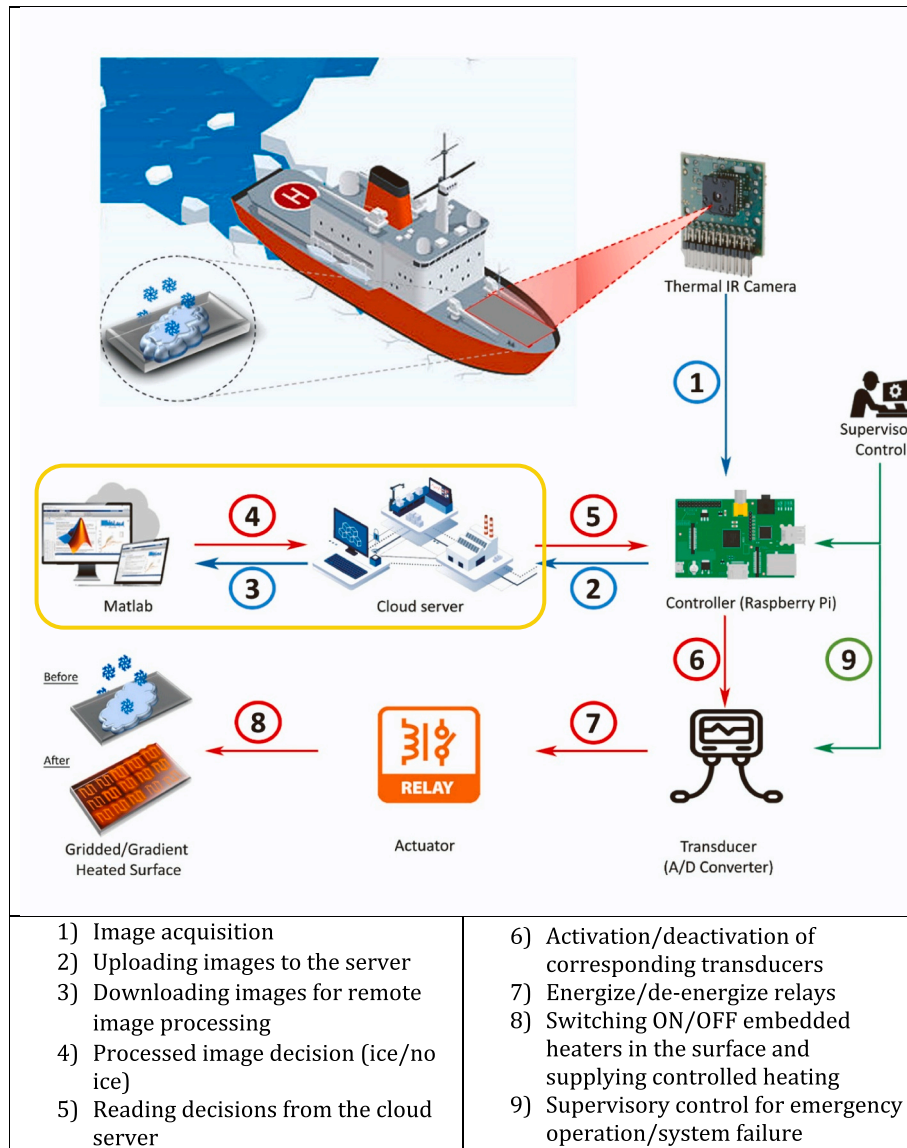 H
Thermal IR Camera
1
Superviso
Control
4
5
3
2
Matlab
Cloud server
Controller (Raspberry Pi)
6
9
Before
8
7
After
RELAY
Gridded/Gradient
Heated Surface
Actuator
Transducer
(A/D Converter)
1) Image acquisition
2) Uploading images to the server
3) Downloading images for remote
image processing
4) Processed image decision (ice/no
ice)
5) Reading decisions from the cloud
server
6) Activation/deactivation of
corresponding transducers
7) Energize/de-energize relays
8) Switching ON/OFF embedded
heaters in the surface and
supplying controlled heating
9) Supervisory control for emergency
operation/system failure